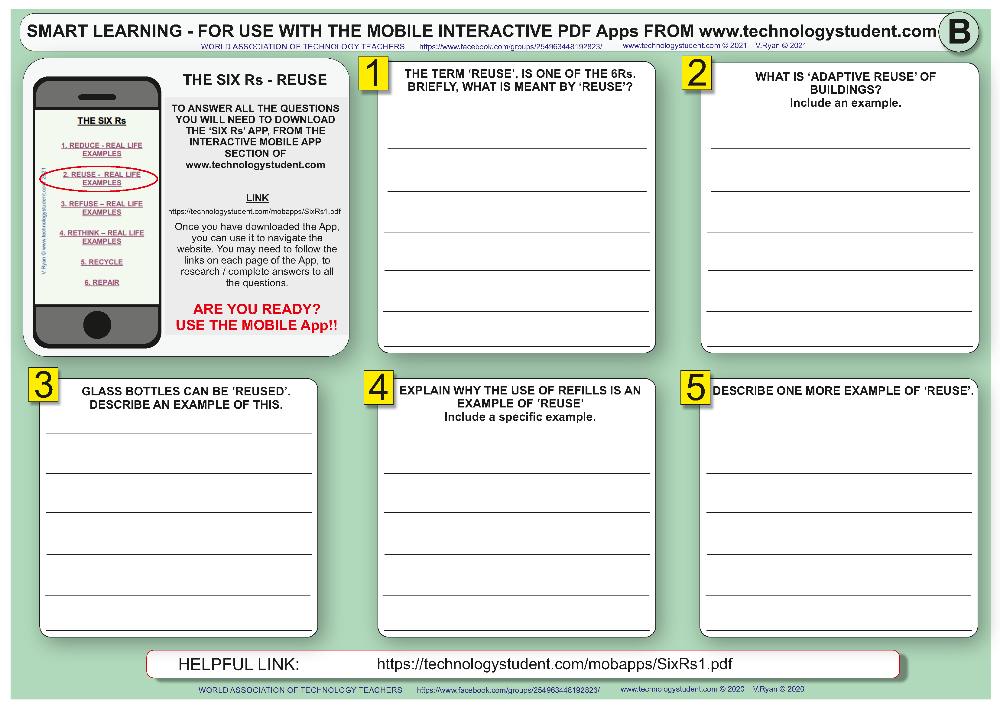 SMART LEARNING - FOR USE WITH THE MOBILE INTERACTIVE PDF Apps FROM www.technologystudent.com
B
WORLD ASSOCIATION OF TECHNOLOGY TEACHERS https://www.facebook.com/groups/254963448192823/ www.technologystudent.com © 2021 V.Ryan © 2021
THE SIX Rs
1. REDUCE - REAL LIFE
EXAMPLES
2. REUSE - REAL LIFE
EXAMPLES
3. REFUSE – REAL LIFE
EXAMPLES
4. RETHINK – REAL LIFE
EXAMPLES
5. RECYCLE
6. REPAIR
V.Ryan © www.technologystudent.com 2021
THE SIX Rs - REUSE
TO ANSWER ALL THE QUESTIONS
YOU WILL NEED TO DOWNLOAD
THE ‘SIX Rs’ APP, FROM THE
INTERACTIVE MOBILE APP
SECTION OF
www.technologystudent.com
LINK
https://technologystudent.com/mobapps/SixRs1.pdf
Once you have downloaded the App,
you can use it to navigate the
website. You may need to follow the
links on each page of the App, to
research / complete answers to all
the questions.
ARE YOU READY?
USE THE MOBILE App!!
1
THE TERM ‘REUSE’, IS ONE OF THE 6Rs.
BRIEFLY, WHAT IS MEANT BY ‘REUSE’?
2
WHAT IS ‘ADAPTIVE REUSE’ OF
BUILDINGS?
Include an example.
3
GLASS BOTTLES CAN BE ‘REUSED’.
DESCRIBE AN EXAMPLE OF THIS.
4
EXPLAIN WHY THE USE OF REFILLS IS AN
EXAMPLE OF ‘REUSE’
Include a specific example.
5
DESCRIBE ONE MORE EXAMPLE OF ‘REUSE’.
HELPFUL LINK: https://technologystudent.com/mobapps/SixRs1.pdf
WORLD ASSOCIATION OF TECHNOLOGY TEACHERS https://www.facebook.com/groups/254963448192823/ www.technologystudent.com © 2020 V.Ryan © 2020